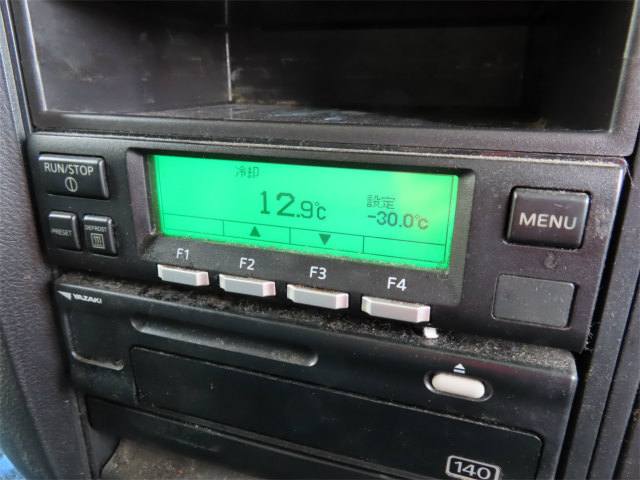 RUN/STOP
冷却
12.9℃
設定
-30.0℃
MENU
PRESET
DEFROST
▲
▼
F1
F2
F3
F4
YAZAKI
140